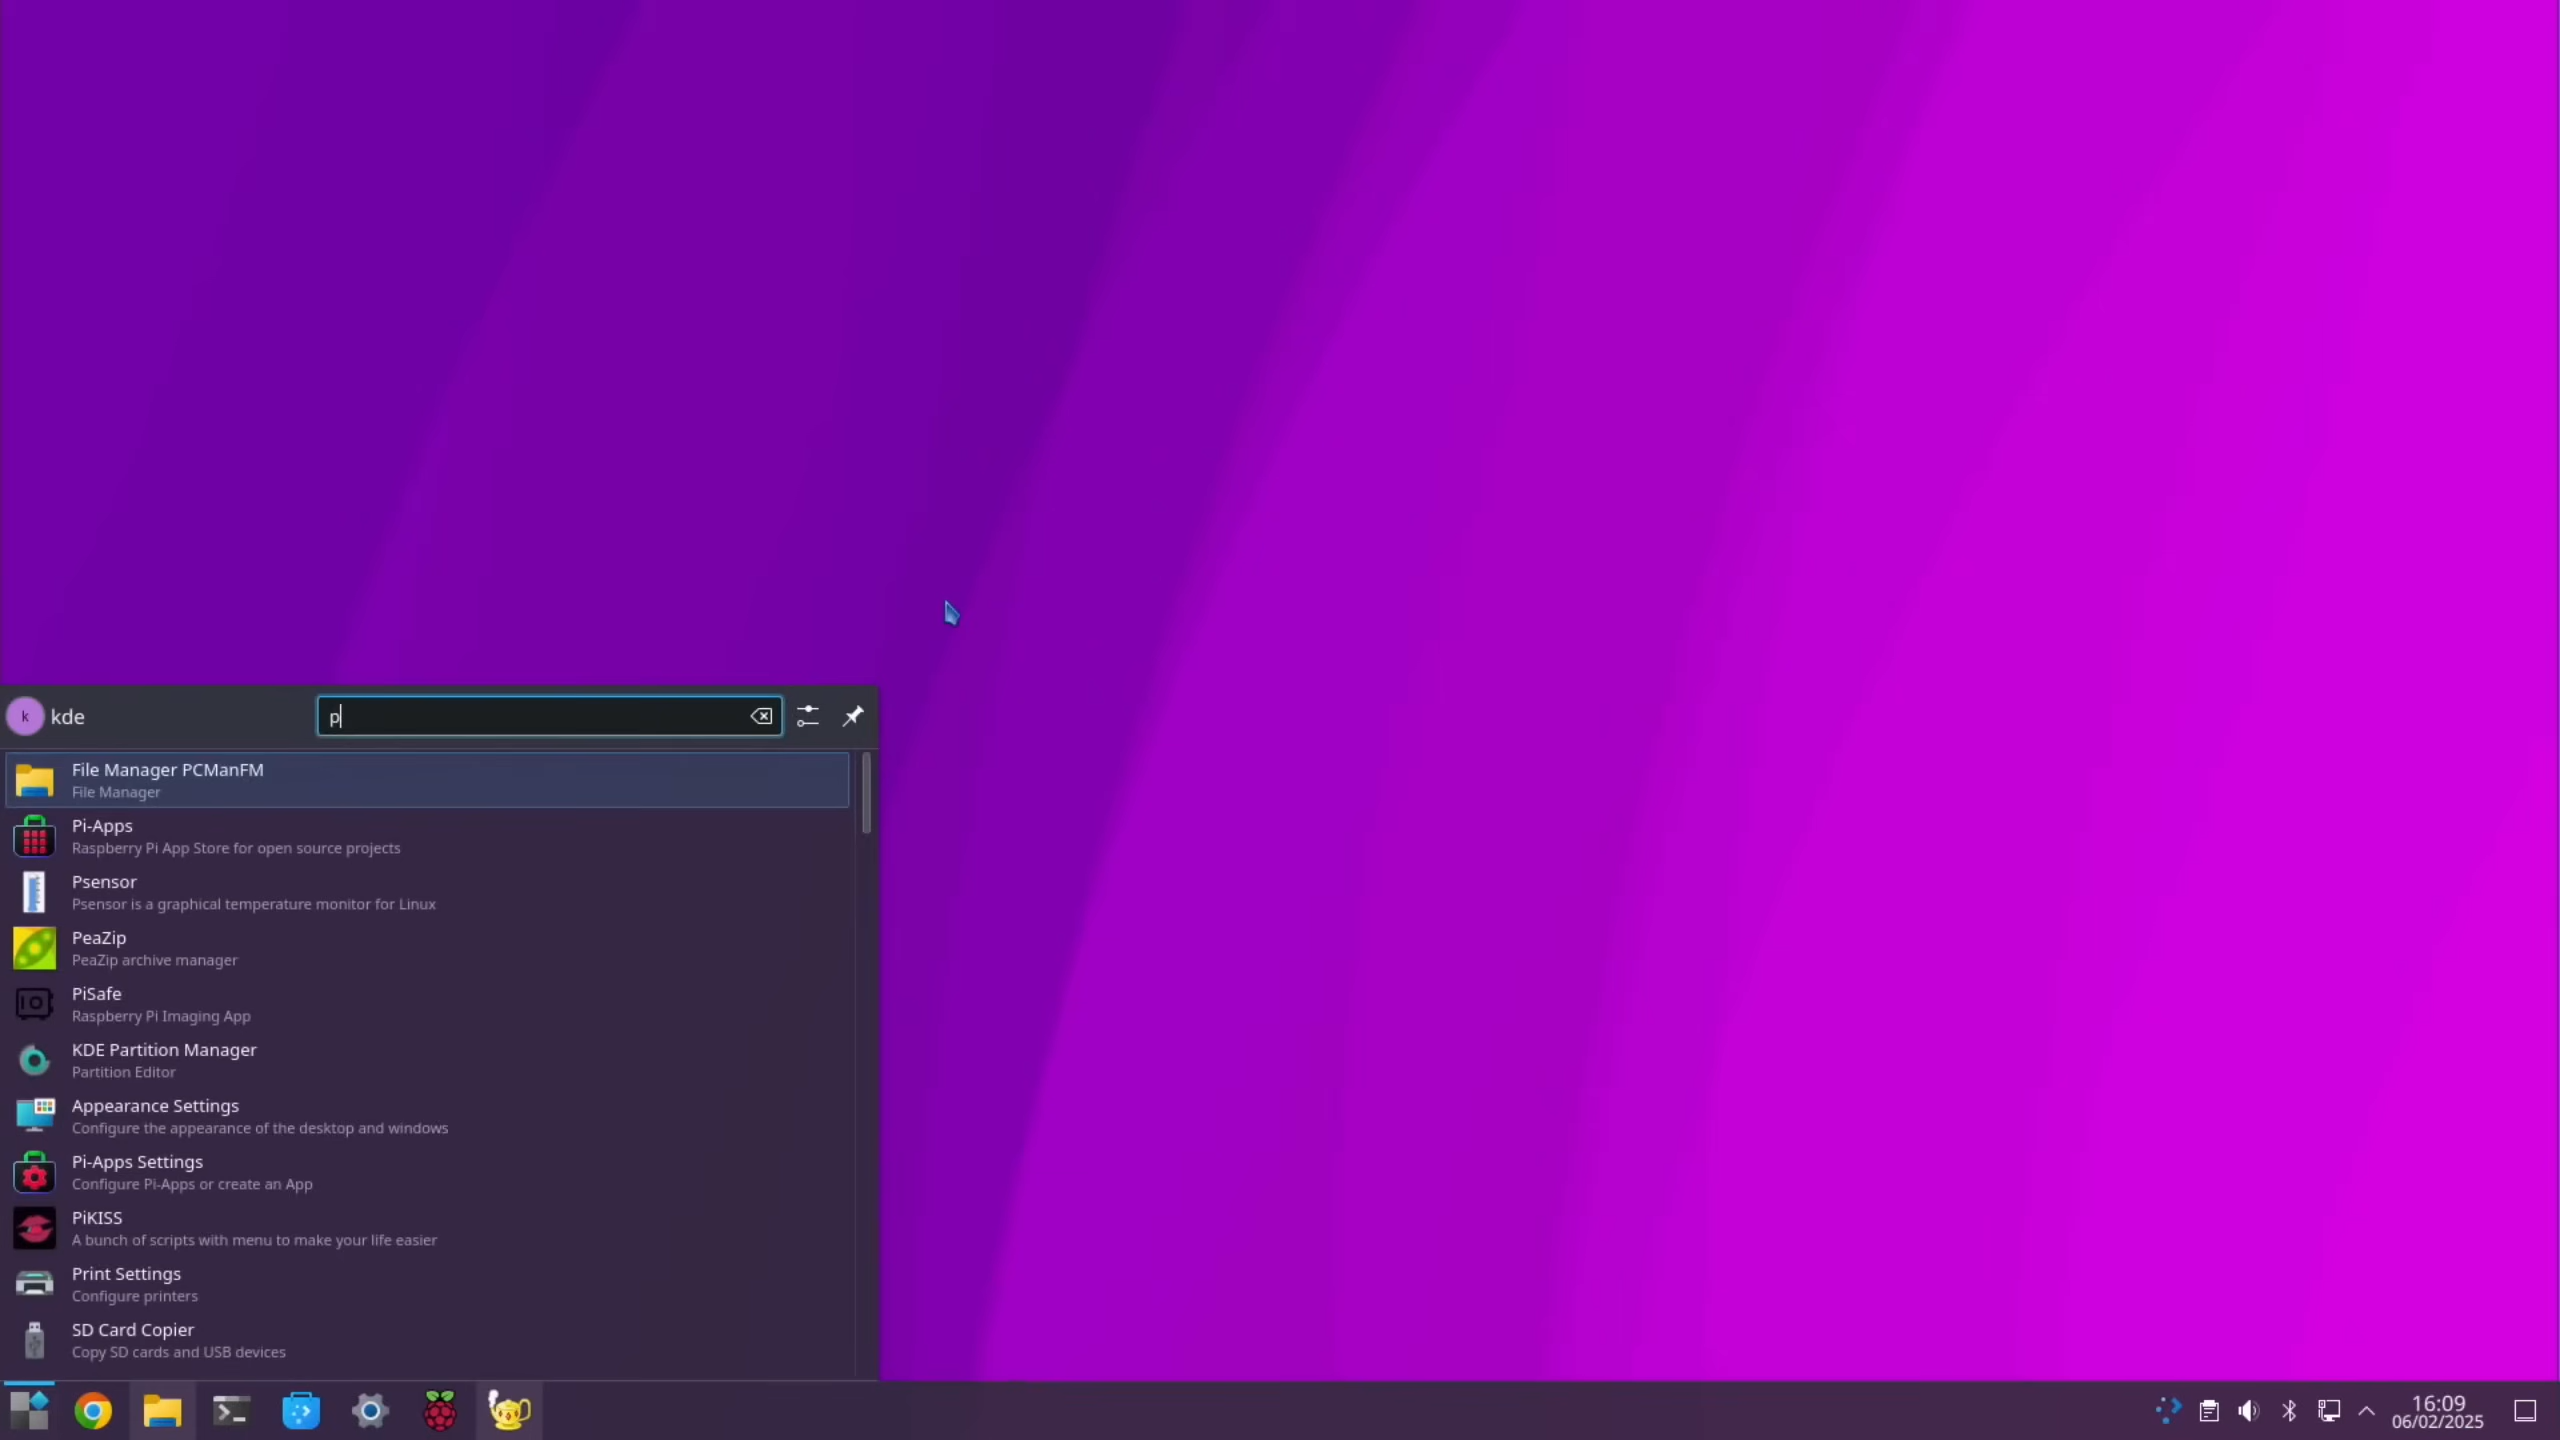 k kde p
File Manager PCManFM
File Manager
Pi-Apps
Raspberry Pi App Store for open source projects
Psensor
Psensor is a graphical temperature monitor for Linux
PeaZip
PeaZip archive manager
PiSafe
Raspberry Pi Imaging App
KDE Partition Manager
Partition Editor
Appearance Settings
Configure the appearance of the desktop and windows
Pi-Apps Settings
Configure Pi-Apps or create an App
PiKISS
A bunch of scripts with menu to make your life easier
Print Settings
Configure printers
SD Card Copier
Copy SD cards and USB devices
16:09
06/02/2025